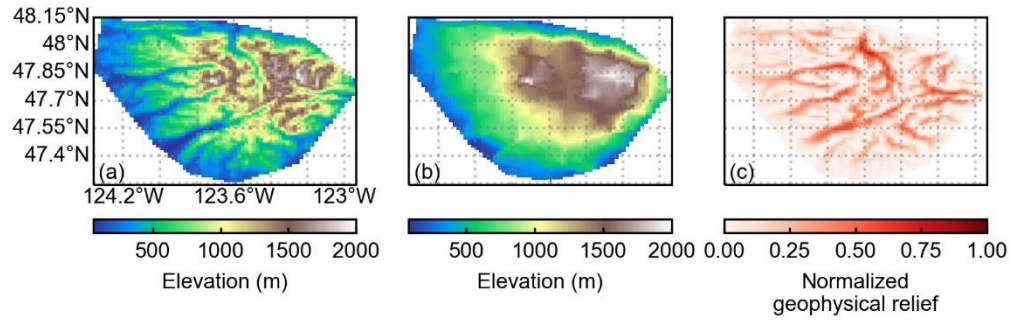 48.15°N
48°N
47.85°N
47.7°N
47.55°N
47.4°N
(a)
(b)
(c)
124.2°W 123.6°W 123°W
500 1000 1500 2000
Elevation (m)
500 1000 1500 2000
Elevation (m)
0.00 0.25 0.50 0.75 1.00
Normalized
geophysical relief